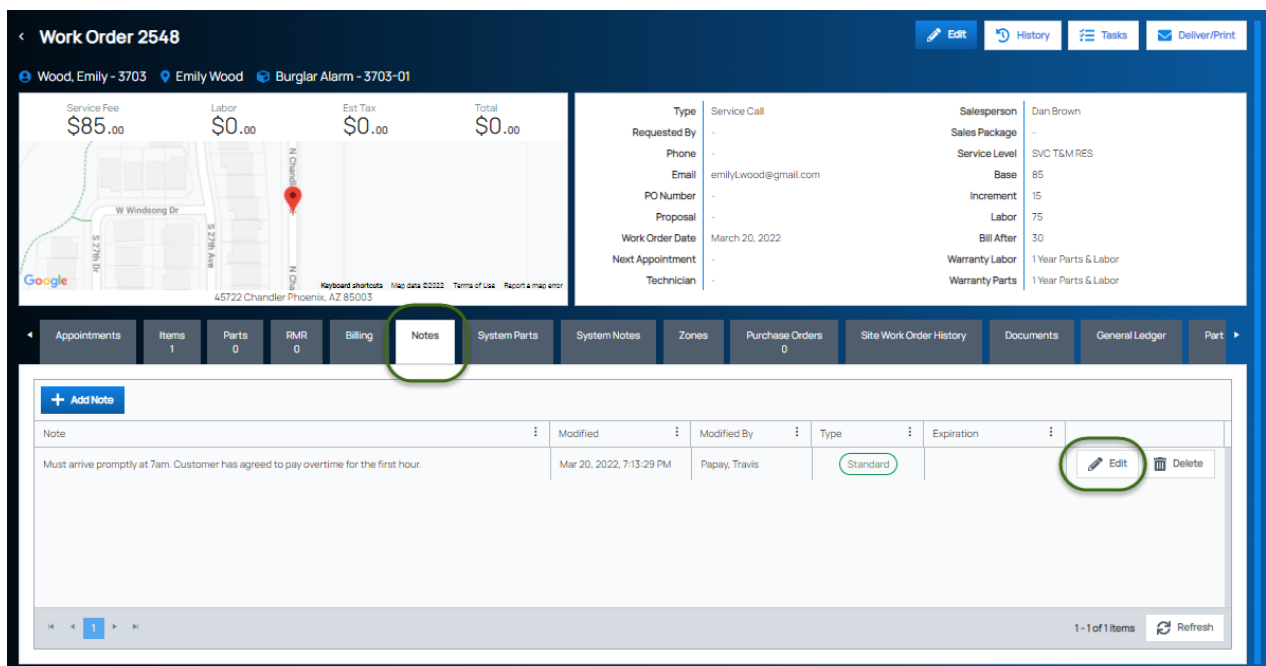 Work Order 2548
Edit
History
Tasks
Deliver/Print
Wood, Emily - 3703 Emily Wood Burglar Alarm - 3703-01
Service Fee Labor Est Tax Total
$85.00 $0.00 $0.00 $0.00
N Chandl
W Windsong Dr
S 27th Ave
S 27th Dr
N Cha
Google
Keyboard shortcuts Map data ©2022 Terms of Use Report a map error
45722 Chandler Phoenix, AZ 85003
Type Service Call
Requested By -
Phone -
Email emilyLwood@gmail.com
PO Number -
Proposal -
Work Order Date March 20, 2022
Next Appointment -
Technician -
Salesperson Dan Brown
Sales Package -
Service Level SVC T&M RES
Base 85
Increment 15
Labor 75
Bill After 30
Warranty Labor 1 Year Parts & Labor
Warranty Parts 1 Year Parts & Labor
Appointments Items Parts RMR Billing Notes System Parts System Notes Zones Purchase Orders Site Work Order History Documents General Ledger Part
1 0 0 0
+ Add Note
Note Modified Modified By Type Expiration
Must arrive promptly at 7am. Customer has agreed to pay overtime for the first hour. Mar 20, 2022, 7:13:29 PM Papay, Travis Standard Edit Delete
1 1 - 1 of 1 items Refresh